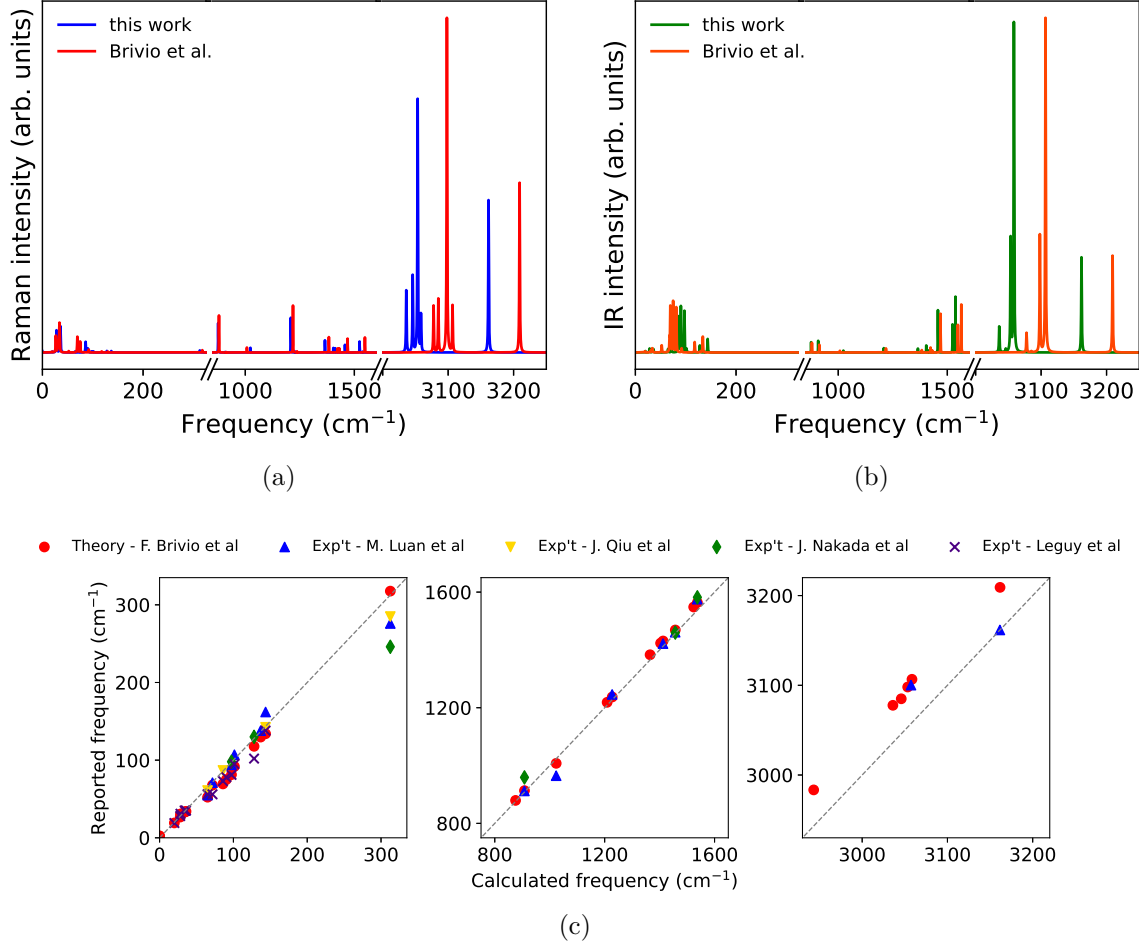 Raman intensity (arb. units)
this work
Brivio et al.
0 200 1000 1500 3100 3200
Frequency (cm⁻¹)
(a)
IR intensity (arb. units)
this work
Brivio et al.
0 200 1000 1500 3100 3200
Frequency (cm⁻¹)
(b)
Theory - F. Brivio et al
Exp't - M. Luan et al
Exp't - J. Qiu et al
Exp't - J. Nakada et al
Exp't - Leguy et al
Reported frequency (cm⁻¹)
300
200
100
0
0 100 200 300
1600
1200
800
800 1200 1600
3200
3100
3000
3000 3100 3200
Calculated frequency (cm⁻¹)
(c)